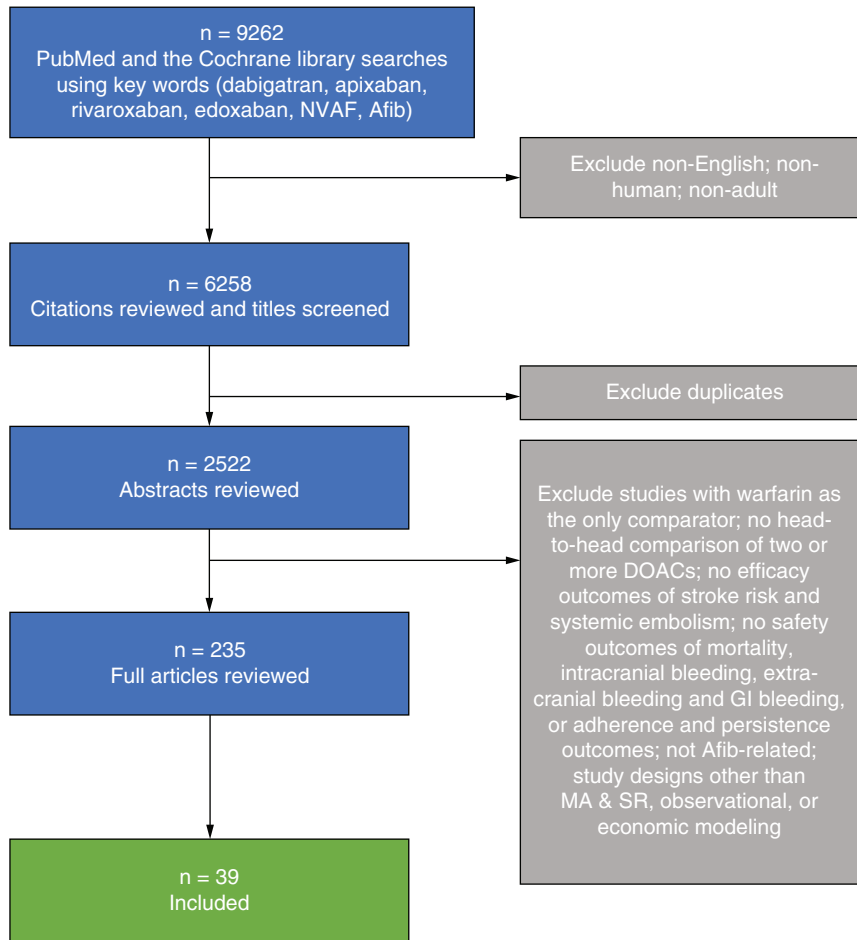 n = 9262
PubMed and the Cochrane library searches
using key words (dabigatran, apixaban,
rivaroxaban, edoxaban, NVAF, Afib)
Exclude non-English; non-
human; non-adult
n = 6258
Citations reviewed and titles screened
Exclude duplicates
n = 2522
Abstracts reviewed
Exclude studies with warfarin as
the only comparator; no head-
to-head comparison of two or
more DOACs; no efficacy
outcomes of stroke risk and
systemic embolism; no safety
outcomes of mortality,
intracranial bleeding, extra-
cranial bleeding and GI bleeding,
or adherence and persistence
outcomes; not Afib-related;
study designs other than
MA & SR, observational, or
economic modeling
n = 235
Full articles reviewed
n = 39
Included